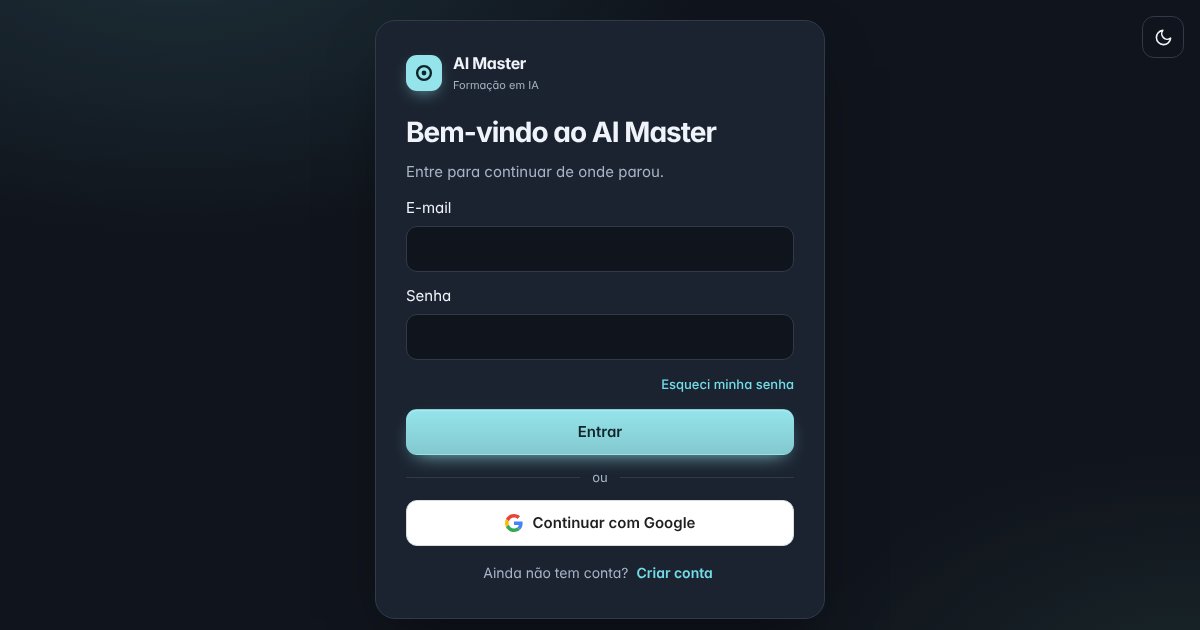 AI Master
Formação em IA
Bem-vindo ao AI Master
Entre para continuar de onde parou.
E-mail
Senha
Esqueci minha senha
Entrar
ou
Continuar com Google
Ainda não tem conta? Criar conta